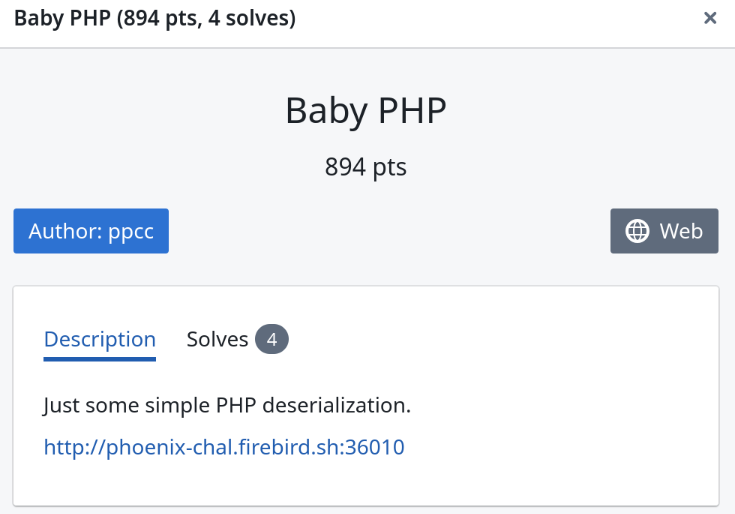 Baby PHP (894 pts, 4 solves)
Baby PHP
894 pts
Author: ppcc
Web
Description
Solves 4
Just some simple PHP deserialization.
http://phoenix-chal.firebird.sh:36010